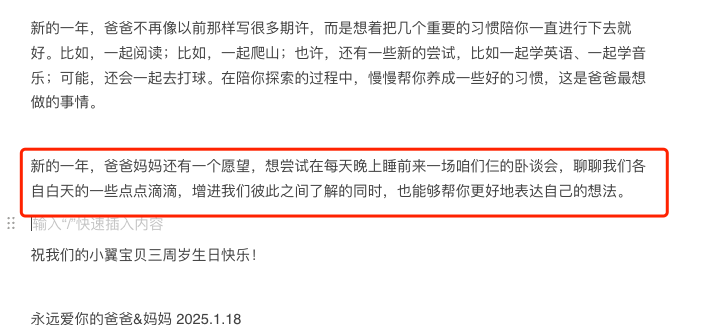 新的一年，爸爸不再像以前那样写很多期许，而是想着把几个重要的习惯陪你一直进行下去就
好。比如，一起阅读；比如，一起爬山；也许，还有一些新的尝试，比如一起学英语、一起学音
乐；可能，还会一起去打球。在陪你探索的过程中，慢慢帮你养成一些好的习惯，这是爸爸最想
做的事情。
新的一年，爸爸妈妈还有一个愿望，想尝试在每天晚上睡前来一场咱们仨的卧谈会，聊聊我们各
自白天的一些点点滴滴，增进我们彼此之间了解的同时，也能够帮你更好地表达自己的想法。
输入“/”快速插入内容
祝我们的小翼宝贝三周岁生日快乐！
永远爱你的爸爸&妈妈 2025.1.18